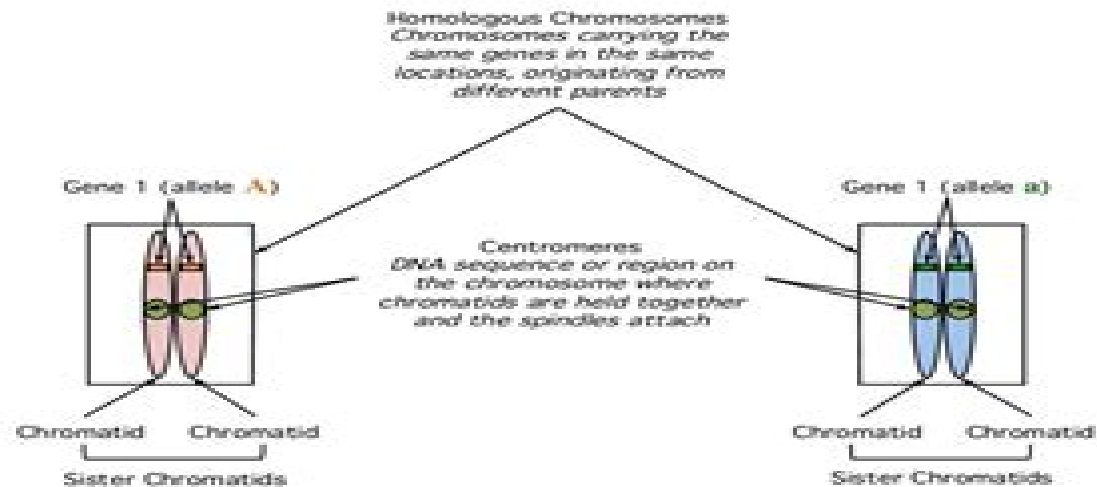 Homologous Chromosomes
Chromosomes carrying the
same genes in the same
locations, originating from
different parents
Gene 1 (allele A)
Gene 1 (allele a)
Centromeres
DNA sequence or region on
the chromosome where
chromatids are held together
and the spindles attach
Chromatid Chromatid
Sister Chromatids
Chromatid Chromatid
Sister Chromatids